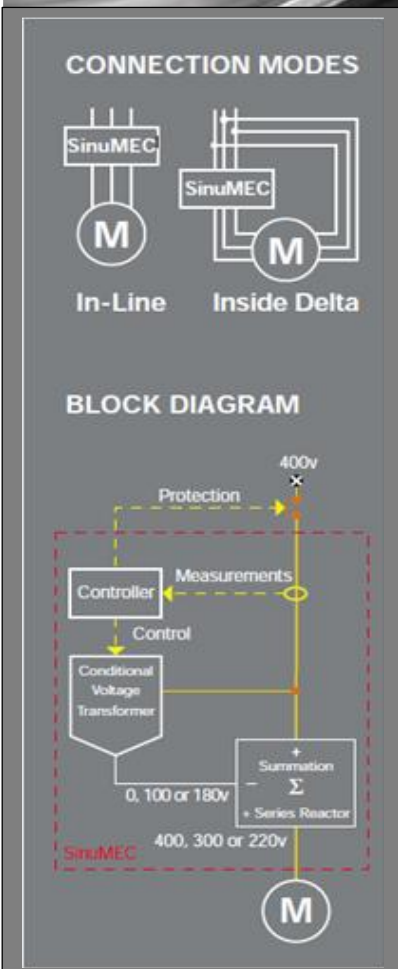 CONNECTION MODES
SinuMEC
SinuMEC
M
M
In-Line
Inside Delta
BLOCK DIAGRAM
400v
Protection
Controller
Measurements
Control
Conditional
Voltage
Transformer
+
Summation
− Σ
0, 100 or 180v
+ Series Reactor
400, 300 or 220v
SinuMEC
M